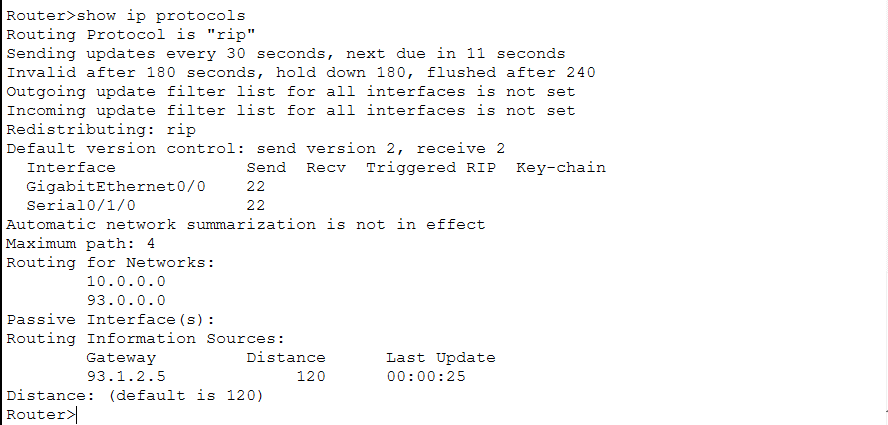 Router>show ip protocols
Routing Protocol is "rip"
Sending updates every 30 seconds, next due in 11 seconds
Invalid after 180 seconds, hold down 180, flushed after 240
Outgoing update filter list for all interfaces is not set
Incoming update filter list for all interfaces is not set
Redistributing: rip
Default version control: send version 2, receive 2
  Interface             Send  Recv  Triggered RIP  Key-chain
  GigabitEthernet0/0    22
  Serial0/1/0           22
Automatic network summarization is not in effect
Maximum path: 4
Routing for Networks:
        10.0.0.0
        93.0.0.0
Passive Interface(s):
Routing Information Sources:
        Gateway         Distance      Last Update
        93.1.2.5             120      00:00:25
Distance: (default is 120)
Router>